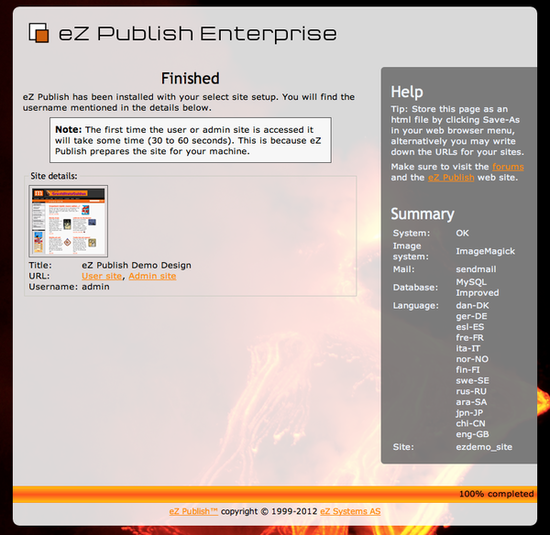 eZ Publish Enterprise
Finished
eZ Publish has been installed with your select site setup. You will find the
username mentioned in the details below.
Note: The first time the user or admin site is accessed it
will take some time (30 to 60 seconds). This is because eZ
Publish prepares the site for your machine.
Site details:
Title: eZ Publish Demo Design
URL: User site, Admin site
Username: admin
Help
Tip: Store this page as an
html file by clicking Save-As
in your web browser menu,
alternatively you may write
down the URLs for your sites.
Make sure to visit the forums
and the eZ Publish web site.
Summary
System: OK
Image
system: ImageMagick
Mail: sendmail
Database: MySQL
Improved
Language: dan-DK
ger-DE
esl-ES
fre-FR
ita-IT
nor-NO
fin-FI
swe-SE
rus-RU
ara-SA
jpn-JP
chi-CN
eng-GB
Site: ezdemo_site
100% completed
eZ Publish™ copyright © 1999-2012 eZ Systems AS